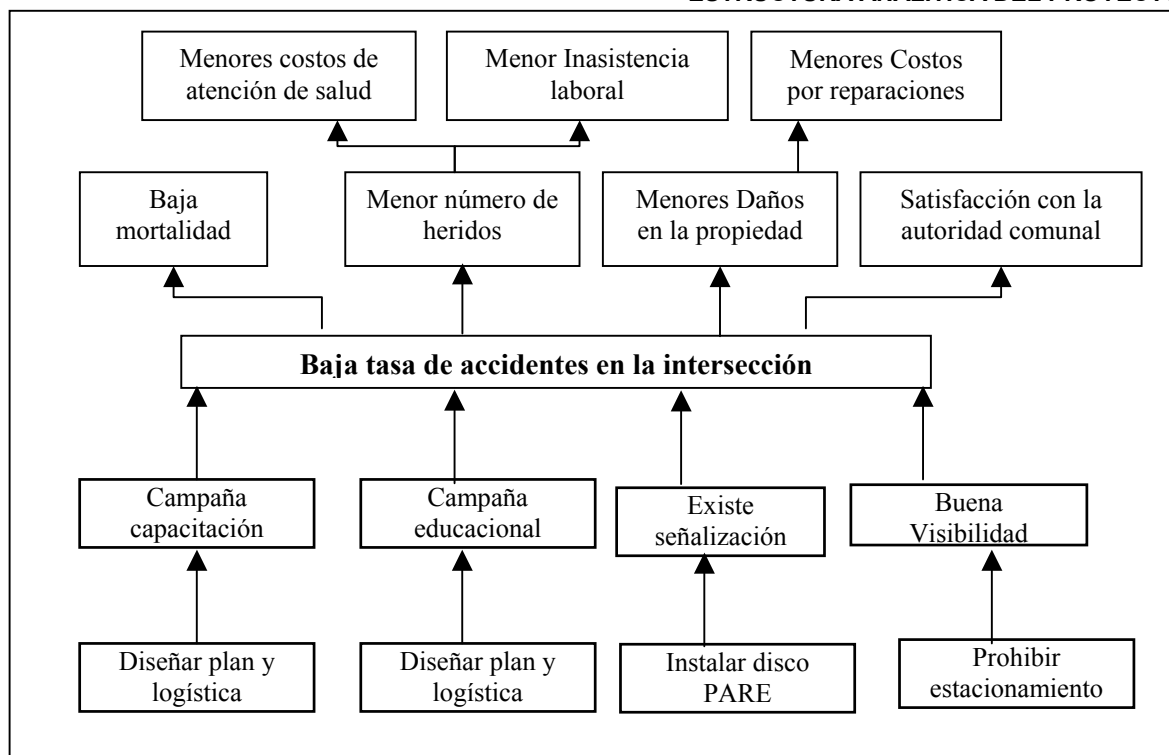 Menores costos de
atención de salud
Menor Inasistencia
laboral
Menores Costos
por reparaciones
Baja
mortalidad
Menor número de
heridos
Menores Daños
en la propiedad
Satisfacción con la
autoridad comunal
Baja tasa de accidentes en la intersección
Campaña
capacitación
Campaña
educacional
Existe
señalización
Buena
Visibilidad
Diseñar plan y
logística
Diseñar plan y
logística
Instalar disco
PARE
Prohibir
estacionamiento